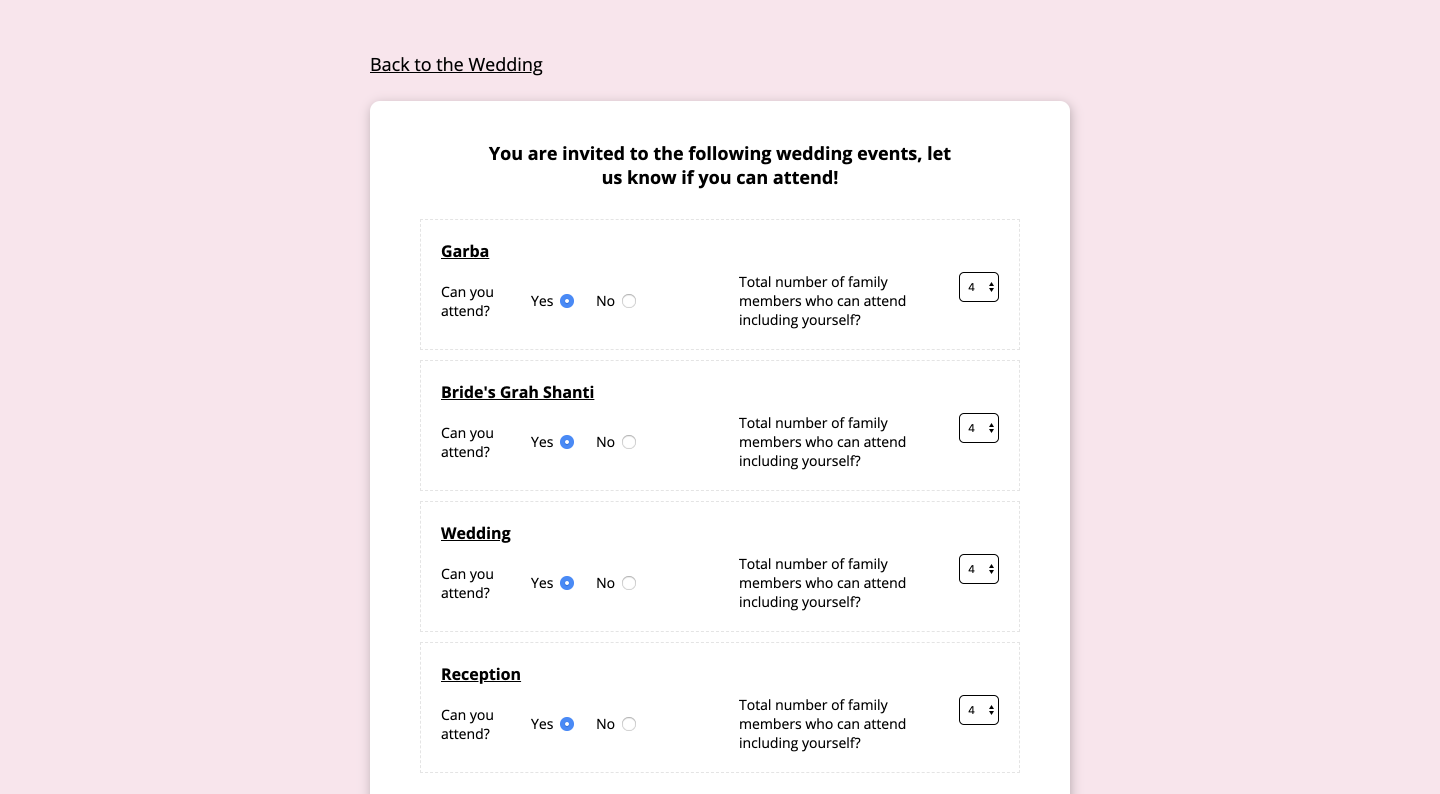 Back to the Wedding
You are invited to the following wedding events, let
us know if you can attend!
Garba
Can you
attend?
Yes
No
Total number of family
members who can attend
including yourself?
4
Bride's Grah Shanti
Can you
attend?
Yes
No
Total number of family
members who can attend
including yourself?
4
Wedding
Can you
attend?
Yes
No
Total number of family
members who can attend
including yourself?
4
Reception
Can you
attend?
Yes
No
Total number of family
members who can attend
including yourself?
4